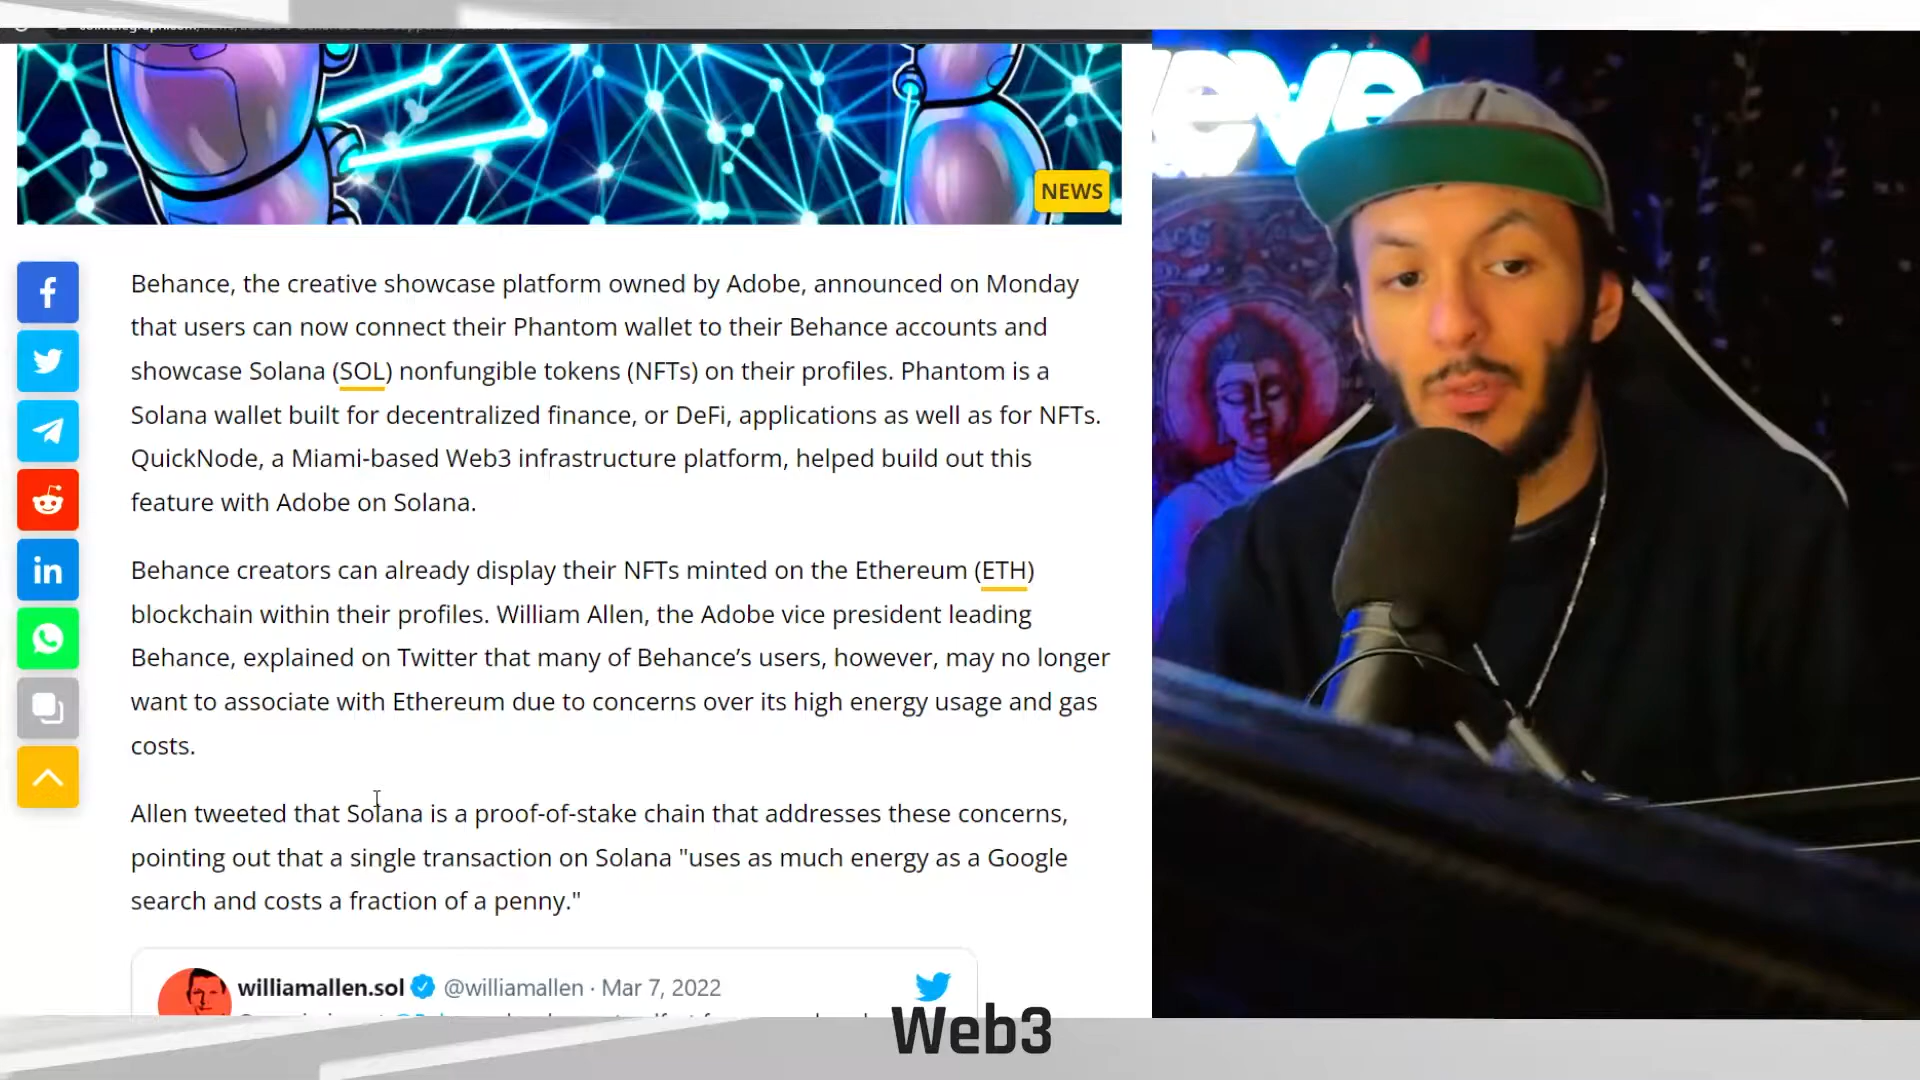 NEWS
Behance, the creative showcase platform owned by Adobe, announced on Monday
that users can now connect their Phantom wallet to their Behance accounts and
showcase Solana (SOL) nonfungible tokens (NFTs) on their profiles. Phantom is a
Solana wallet built for decentralized finance, or DeFi, applications as well as for NFTs.
QuickNode, a Miami-based Web3 infrastructure platform, helped build out this
feature with Adobe on Solana.
Behance creators can already display their NFTs minted on the Ethereum (ETH)
blockchain within their profiles. William Allen, the Adobe vice president leading
Behance, explained on Twitter that many of Behance’s users, however, may no longer
want to associate with Ethereum due to concerns over its high energy usage and gas
costs.
Allen tweeted that Solana is a proof-of-stake chain that addresses these concerns,
pointing out that a single transaction on Solana "uses as much energy as a Google
search and costs a fraction of a penny."
williamallen.sol @williamallen · Mar 7, 2022
Web3